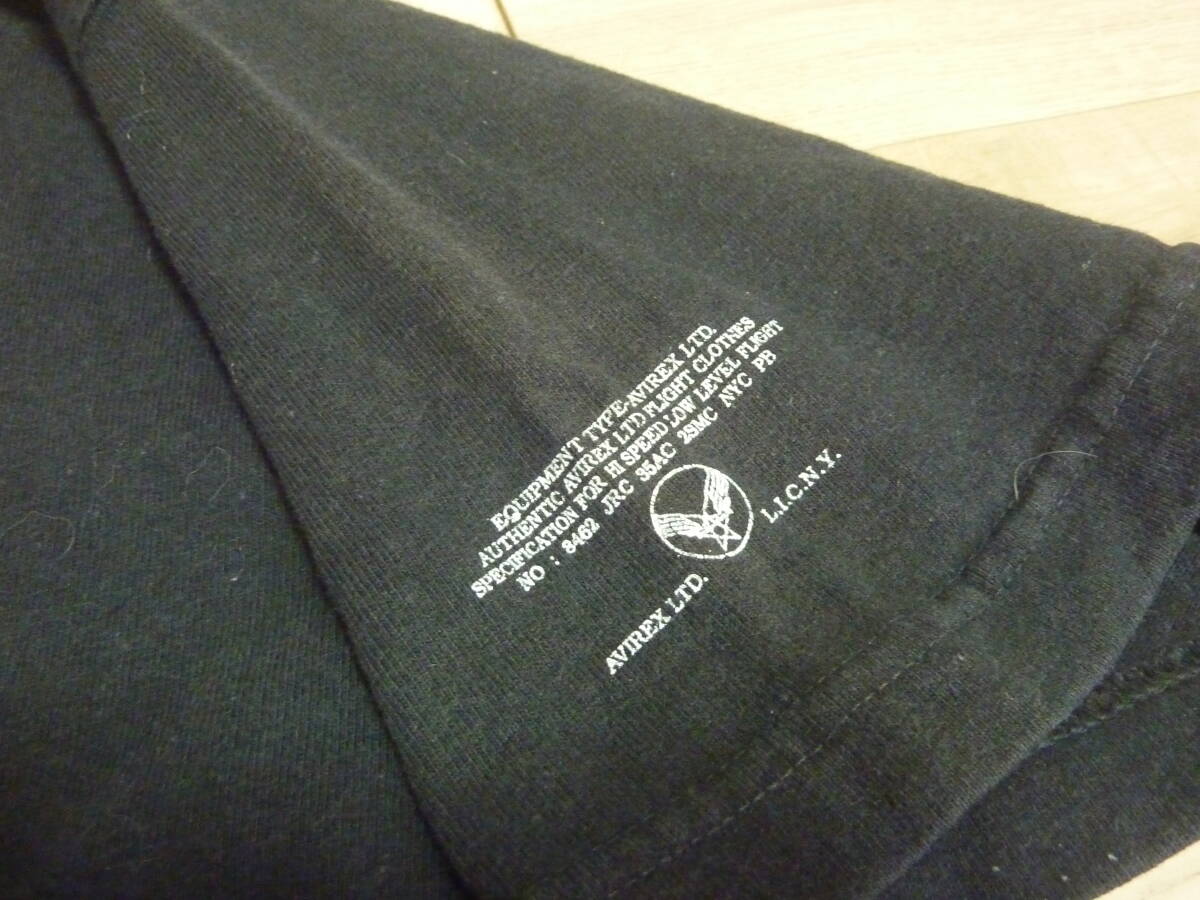 EQUIPMENT TYPE-AVIREX LTD.
AUTHENTIC AVIREX LTD FLIGHT CLOTHES
SPECIFICATION FOR HI SPEED LOW LEVEL FLIGHT
NO : 8462 JRC 35AC 29MC NYC PB
AVIREX LTD. L.I.C.N.Y.